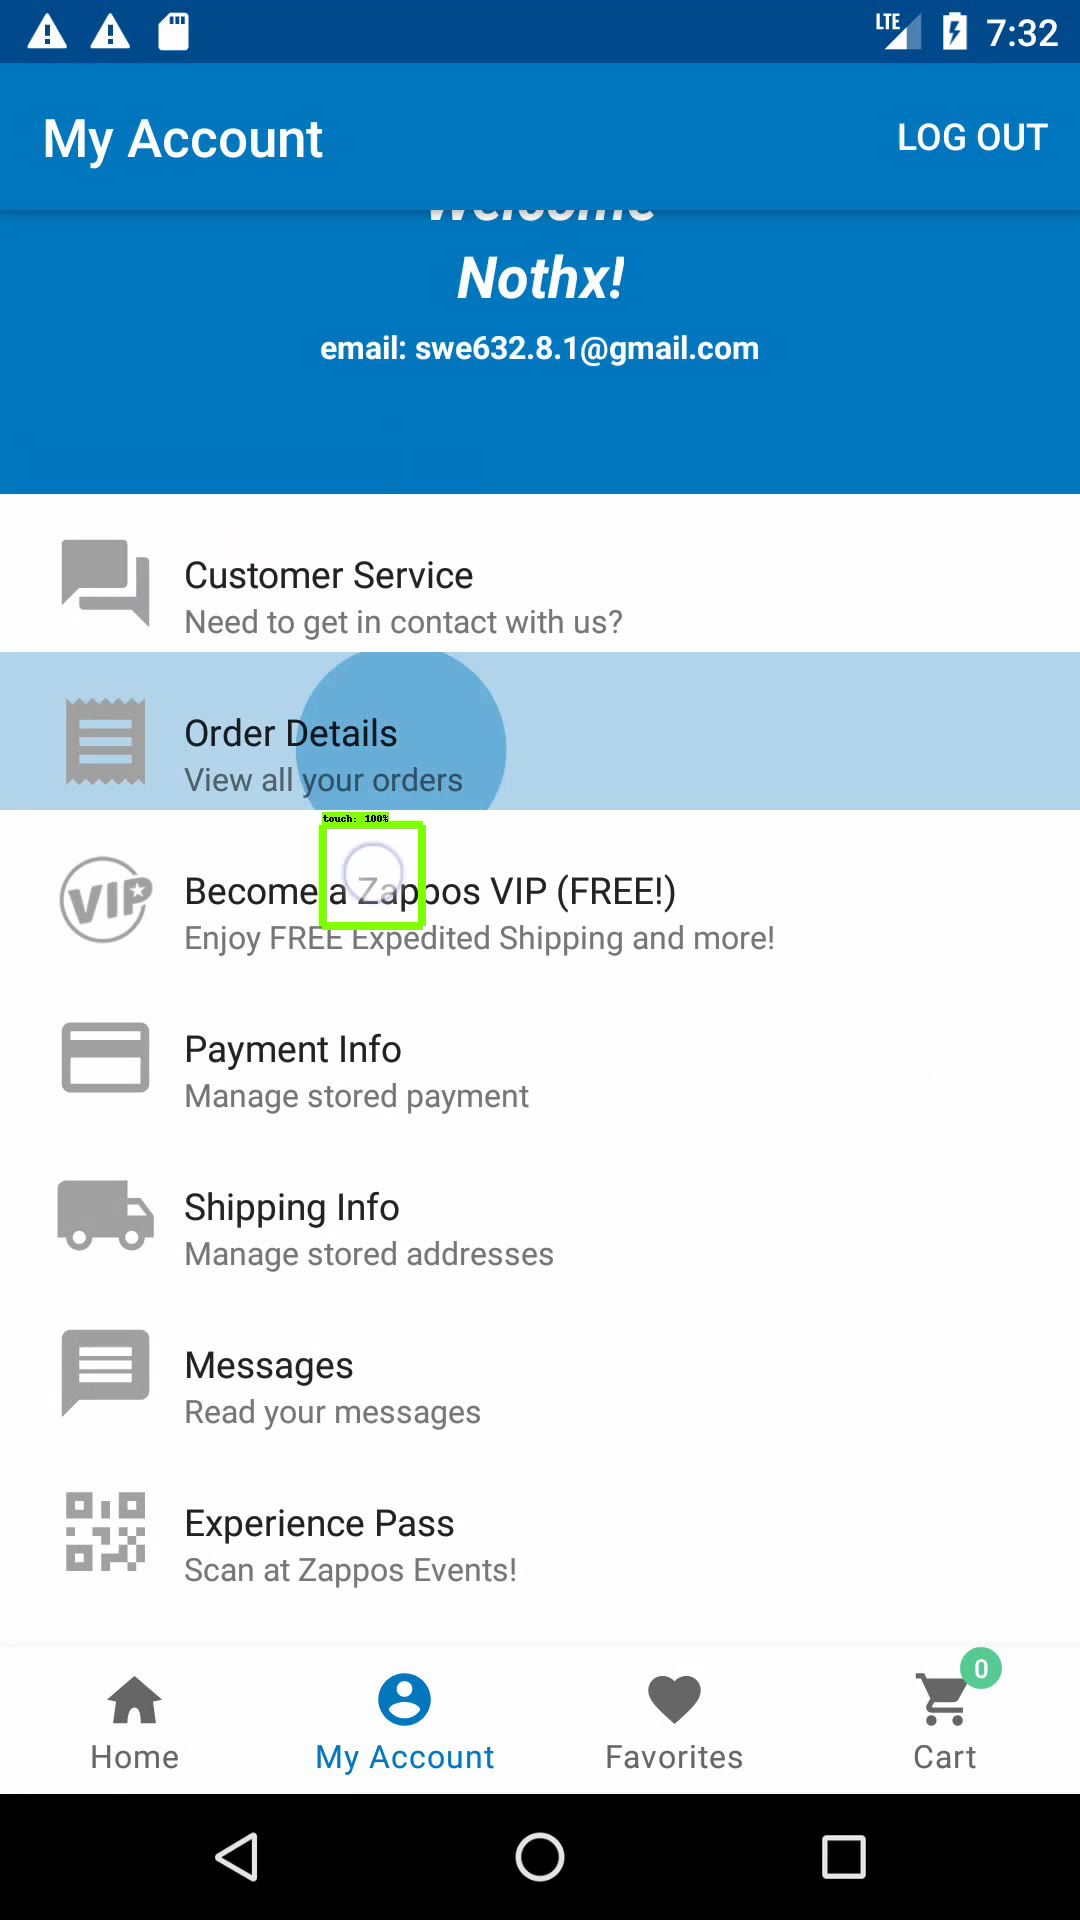 LTE 7:32
My Account LOG OUT
Welcome
Nothx!
email: swe632.8.1@gmail.com
Customer Service
Need to get in contact with us?
Order Details
View all your orders
touch: 100%
VIP
Become a Zappos VIP (FREE!)
Enjoy FREE Expedited Shipping and more!
Payment Info
Manage stored payment
Shipping Info
Manage stored addresses
Messages
Read your messages
Experience Pass
Scan at Zappos Events!
0
Home My Account Favorites Cart